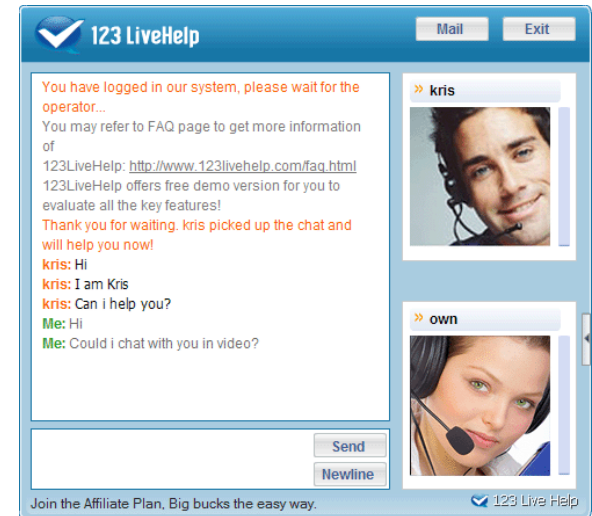 123 LiveHelp
Mail
Exit
You have logged in our system, please wait for the
operator...
You may refer to FAQ page to get more information
of
123LiveHelp: http://www.123livehelp.com/faq.html
123LiveHelp offers free demo version for you to
evaluate all the key features!
Thank you for waiting. kris picked up the chat and
will help you now!
kris: Hi
kris: I am Kris
kris: Can i help you?
Me: Hi
Me: Could i chat with you in video?
» kris
» own
Send
Newline
Join the Affiliate Plan, Big bucks the easy way.
123 Live Help